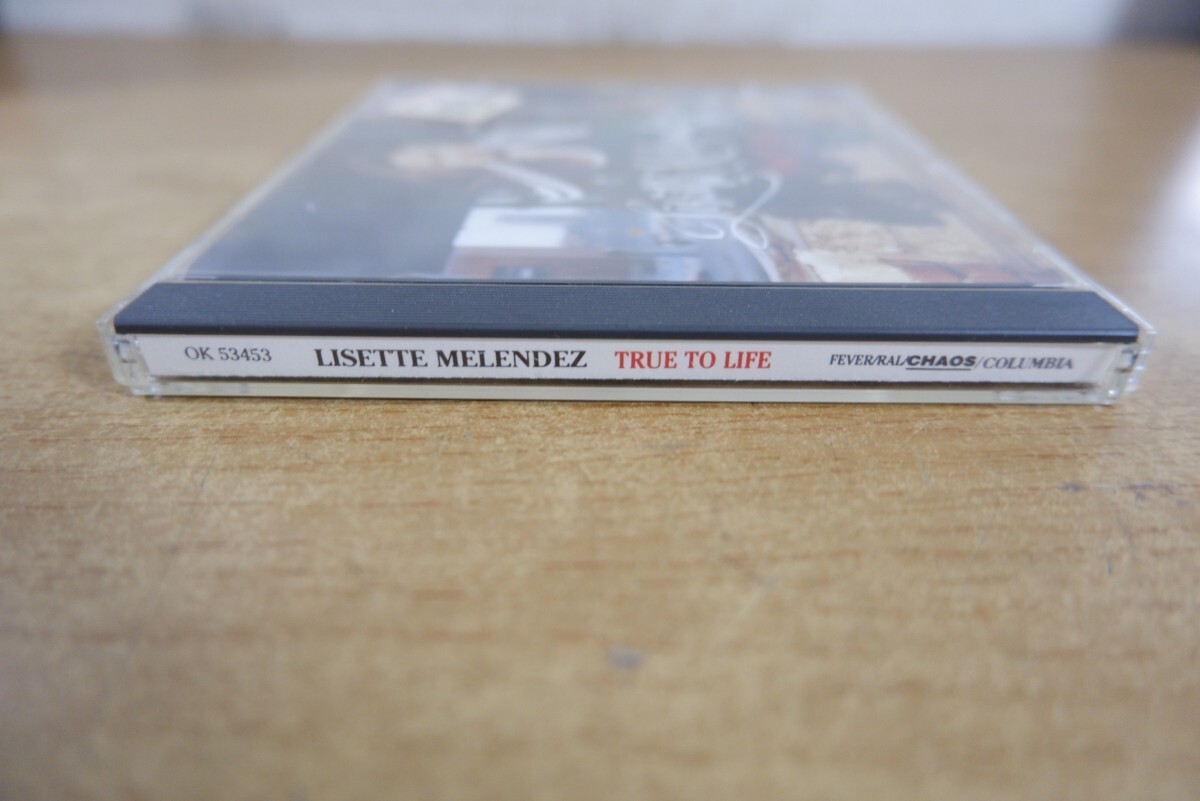 OK 53453 LISETTE MELENDEZ TRUE TO LIFE FEVER/RAL/CHAOS/COLUMBIA